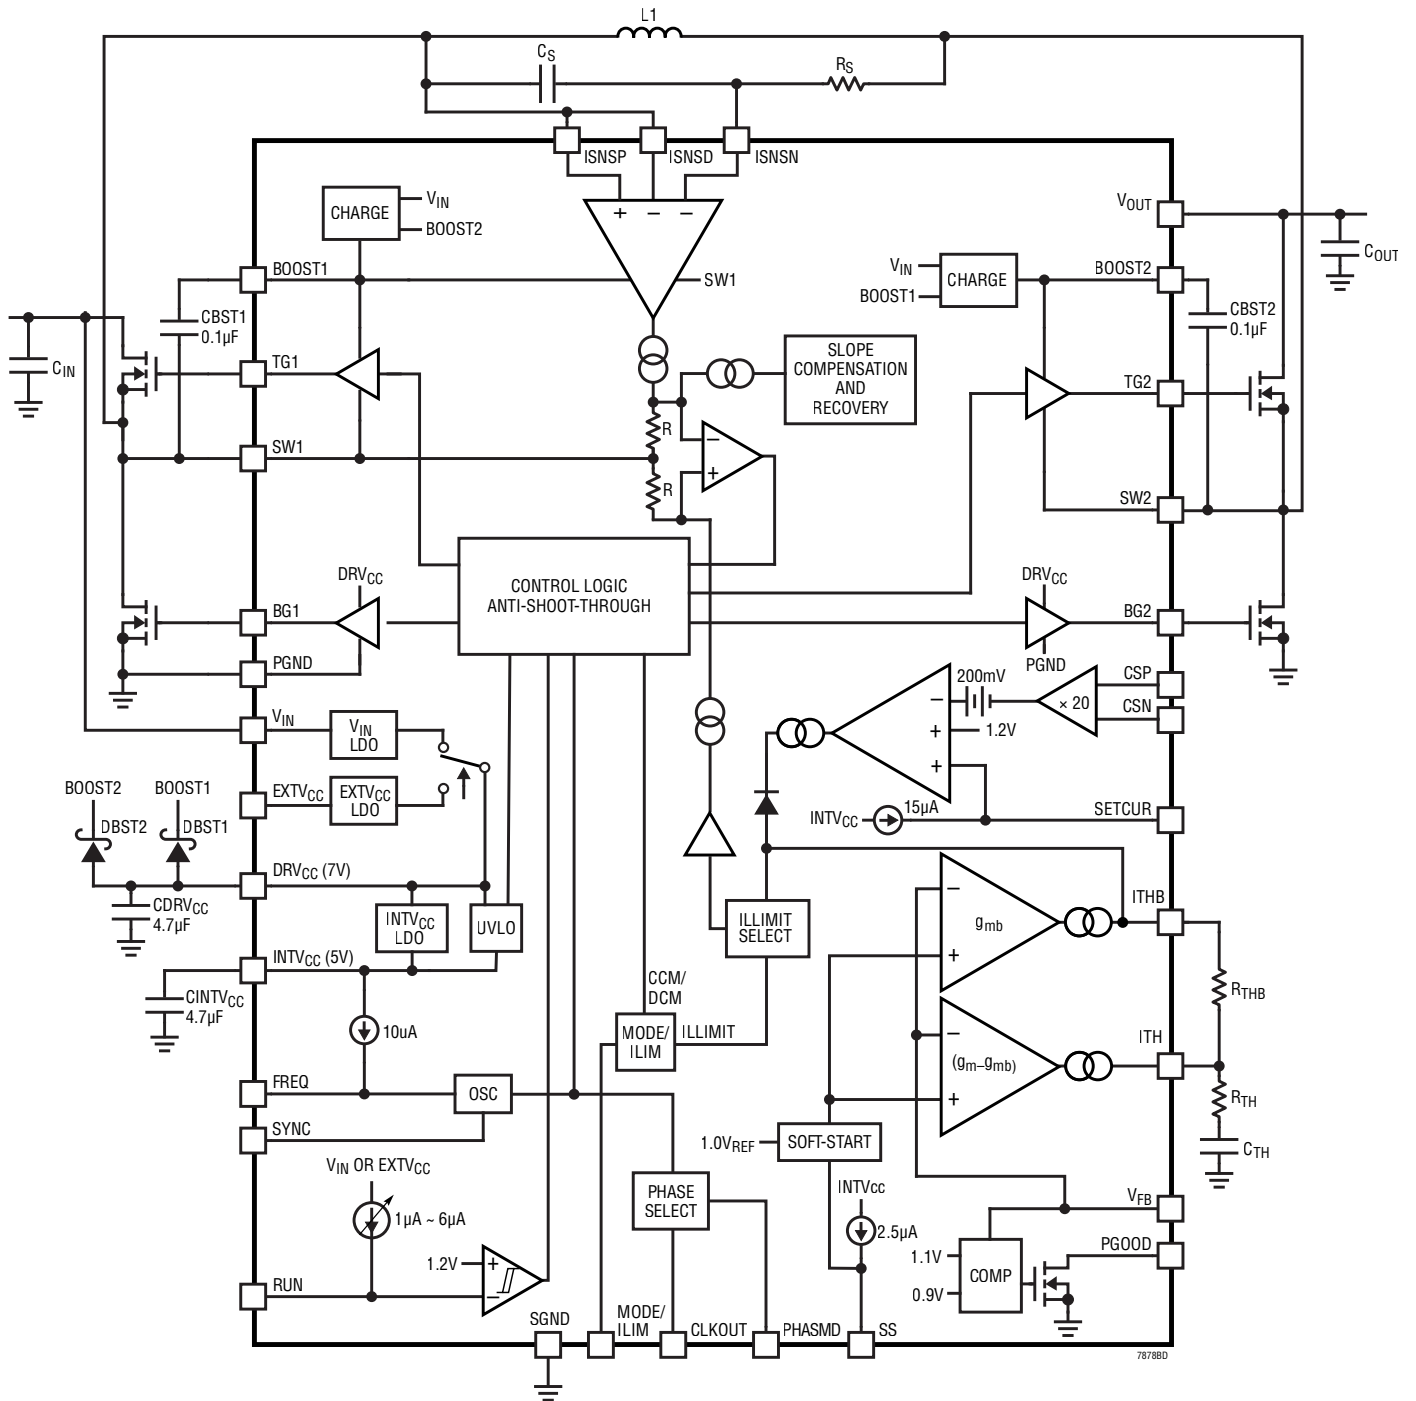 L1
CS
RS
ISNSP
ISNSD
ISNSN
CHARGE
VIN
BOOST2
+
−
−
VOUT
COUT
BOOST1
SW1
VIN
BOOST1
CHARGE
BOOST2
CBST1
0.1µF
CBST2
0.1µF
CIN
TG1
SLOPE
COMPENSATION
AND
RECOVERY
TG2
R
−
+
R
SW1
SW2
CONTROL LOGIC
ANTI-SHOOT-THROUGH
DRVCC
BG1
PGND
DRVCC
BG2
PGND
CSP
CSN
200mV
× 20
−
+
1.2V
+
VIN
VIN
LDO
EXTVCC
EXTVCC
LDO
INTVCC
15µA
SETCUR
BOOST2
BOOST1
DBST2
DBST1
DRVCC (7V)
CDRVCC
4.7µF
INTVCC
LDO
UVLO
ILLIMIT
SELECT
−
gmb
+
ITHB
RTHB
INTVCC (5V)
CINTVCC
4.7µF
10uA
CCM/
DCM
MODE/
ILIM
ILLIMIT
−
(gm–gmb)
+
ITH
RTH
CTH
FREQ
OSC
SYNC
1.0VREF
SOFT-START
VIN OR EXTVCC
1µA ~ 6µA
PHASE
SELECT
INTVcc
2.5µA
VFB
PGOOD
1.1V
COMP
0.9V
1.2V
+
−
RUN
SGND
MODE/
ILIM
CLKOUT
PHASMD
SS
7878BD